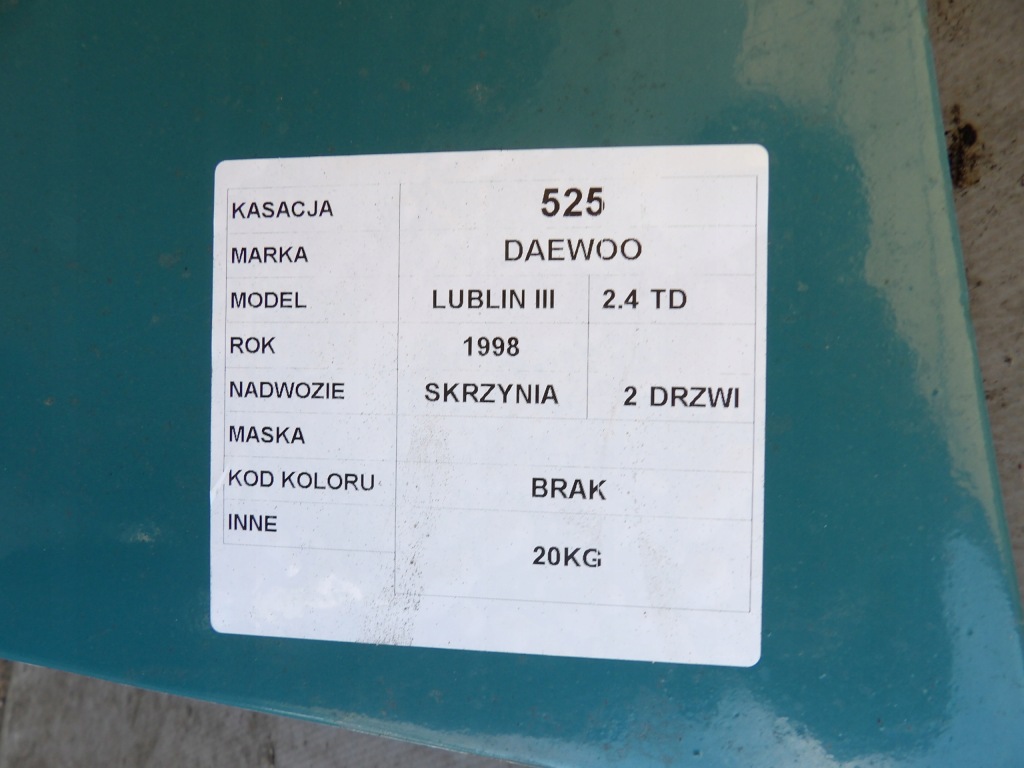 KASACJA 525
MARKA DAEWOO
MODEL LUBLIN III 2.4 TD
ROK 1998
NADWOZIE SKRZYNIA 2 DRZWI
MASKA
KOD KOLORU BRAK
INNE 20KG